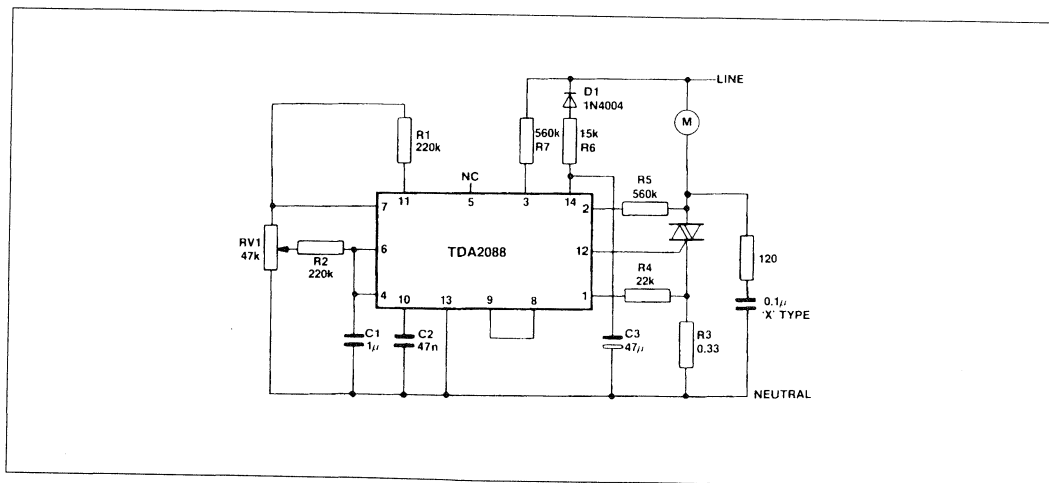 LINE
D1
1N4004
M
R1
220k
560k
R7
15k
R6
NC
R5
560k
11
5
3
14
7
2
RV1
47k
R2
220k
6
TDA2088
12
120
R4
22k
4
1
10
13
9
8
0.1µ
'X' TYPE
C1
1µ
C2
47n
C3
47µ
R3
0.33
NEUTRAL